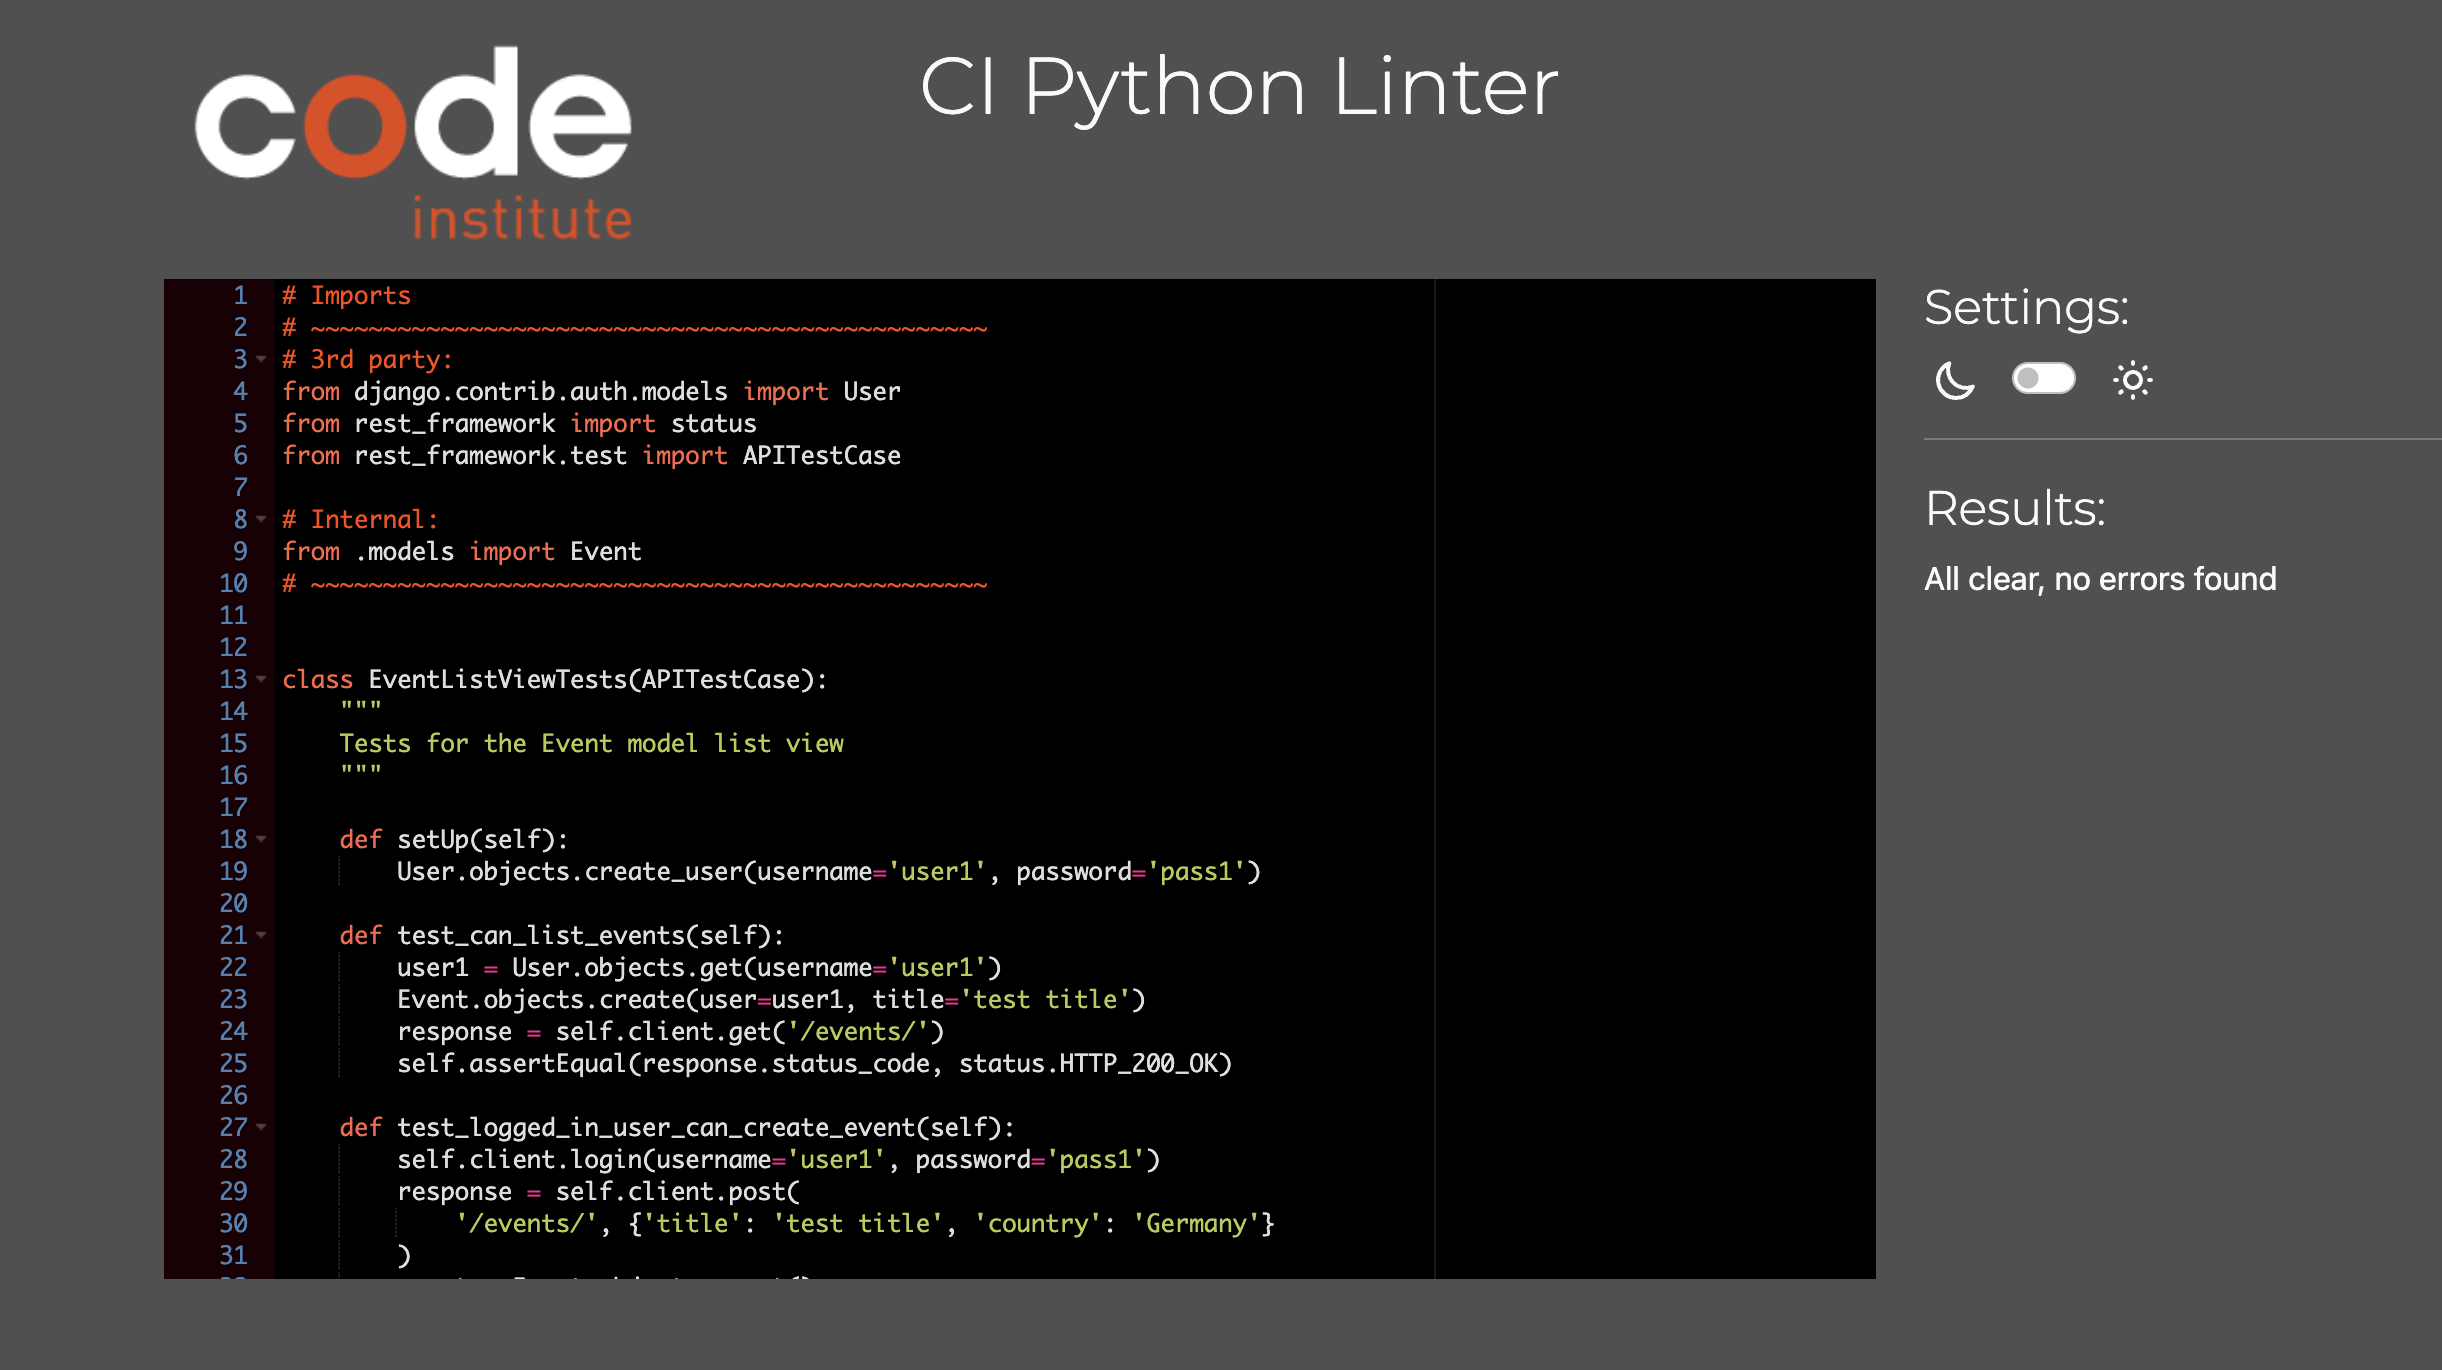 code
institute
CI Python Linter
1 # Imports
2 # ~~~~~~~~~~~~~~~~~~~~~~~~~~~~~~~~~~~~~~~~~~~~~~~
3 # 3rd party:
4 from django.contrib.auth.models import User
5 from rest_framework import status
6 from rest_framework.test import APITestCase
7
8 # Internal:
9 from .models import Event
10 # ~~~~~~~~~~~~~~~~~~~~~~~~~~~~~~~~~~~~~~~~~~~~~~~
11
12
13 class EventListViewTests(APITestCase):
14     """
15     Tests for the Event model list view
16     """
17
18     def setUp(self):
19         User.objects.create_user(username='user1', password='pass1')
20
21     def test_can_list_events(self):
22         user1 = User.objects.get(username='user1')
23         Event.objects.create(user=user1, title='test title')
24         response = self.client.get('/events/')
25         self.assertEqual(response.status_code, status.HTTP_200_OK)
26
27     def test_logged_in_user_can_create_event(self):
28         self.client.login(username='user1', password='pass1')
29         response = self.client.post(
30             '/events/', {'title': 'test title', 'country': 'Germany'}
31         )
Settings:
Results:
All clear, no errors found